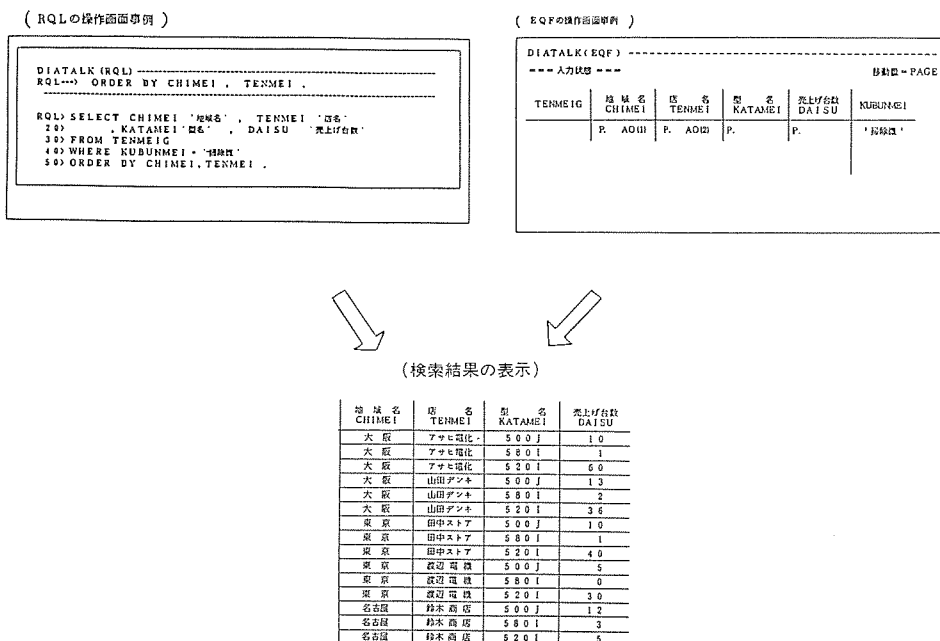 ( RQLの操作画面事例 )
DIATALK (RQL) ----------------------------------------
RQL---> ORDER BY CHIMEI , TENMEI .
RQL> SELECT CHIMEI '地域名' , TENMEI '店名'
20> , KATAMEI '型名' , DAISU '売上げ台数'
30> FROM TENMEIG
40> WHERE KUBUNMEI = '掃除機'
50> ORDER BY CHIMEI,TENMEI .
( EQFの操作画面事例 )
DIATALK(EQF) ----------------------------------------
--- 入力状態 --- 移動量 = PAGE
TENMEIG 地域名 CHIMEI 店名 TENMEI 型名 KATAMEI 売上げ台数 DAISU KUBUNMEI
P. AO(1) P. AO(2) P. P. '掃除機'
(検索結果の表示)
地域名 店名 型名 売上げ台数
CHIMEI TENMEI KATAMEI DAISU
大阪 アサヒ電化 500J 10
大阪 アサヒ電化 580I 1
大阪 アサヒ電化 520I 60
大阪 山田デンキ 500J 13
大阪 山田デンキ 580I 2
大阪 山田デンキ 520I 36
東京 田中ストア 500J 10
東京 田中ストア 580I 1
東京 田中ストア 520I 40
東京 渡辺電機 500J 5
東京 渡辺電機 580I 0
東京 渡辺電機 520I 30
名古屋 鈴木商店 500J 12
名古屋 鈴木商店 580I 3
名古屋 鈴木商店 520I 5